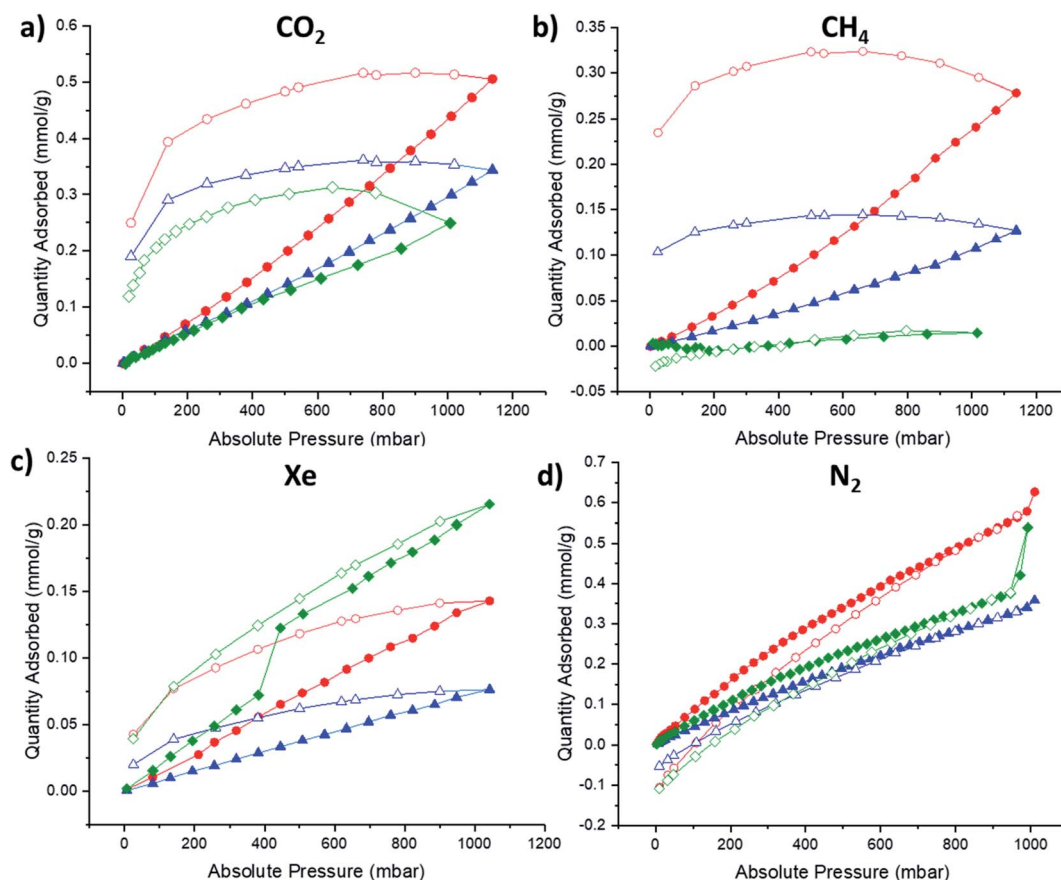 a)
CO₂
0.6
0.5
0.4
0.3
0.2
0.1
0.0
Quantity Adsorbed (mmol/g)
0 200 400 600 800 1000 1200
Absolute Pressure (mbar)
b)
CH₄
0.35
0.30
0.25
0.20
0.15
0.10
0.05
0.00
-0.05
Quantity Adsorbed (mmol/g)
0 200 400 600 800 1000 1200
Absolute Pressure (mbar)
c)
Xe
0.25
0.20
0.15
0.10
0.05
0.00
Quantity Adsorbed (mmol/g)
0 200 400 600 800 1000 1200
Absolute Pressure (mbar)
d)
N₂
0.7
0.6
0.5
0.4
0.3
0.2
0.1
0.0
-0.1
-0.2
Quantity Adsorbed (mmol/g)
0 200 400 600 800 1000
Absolute Pressure (mbar)